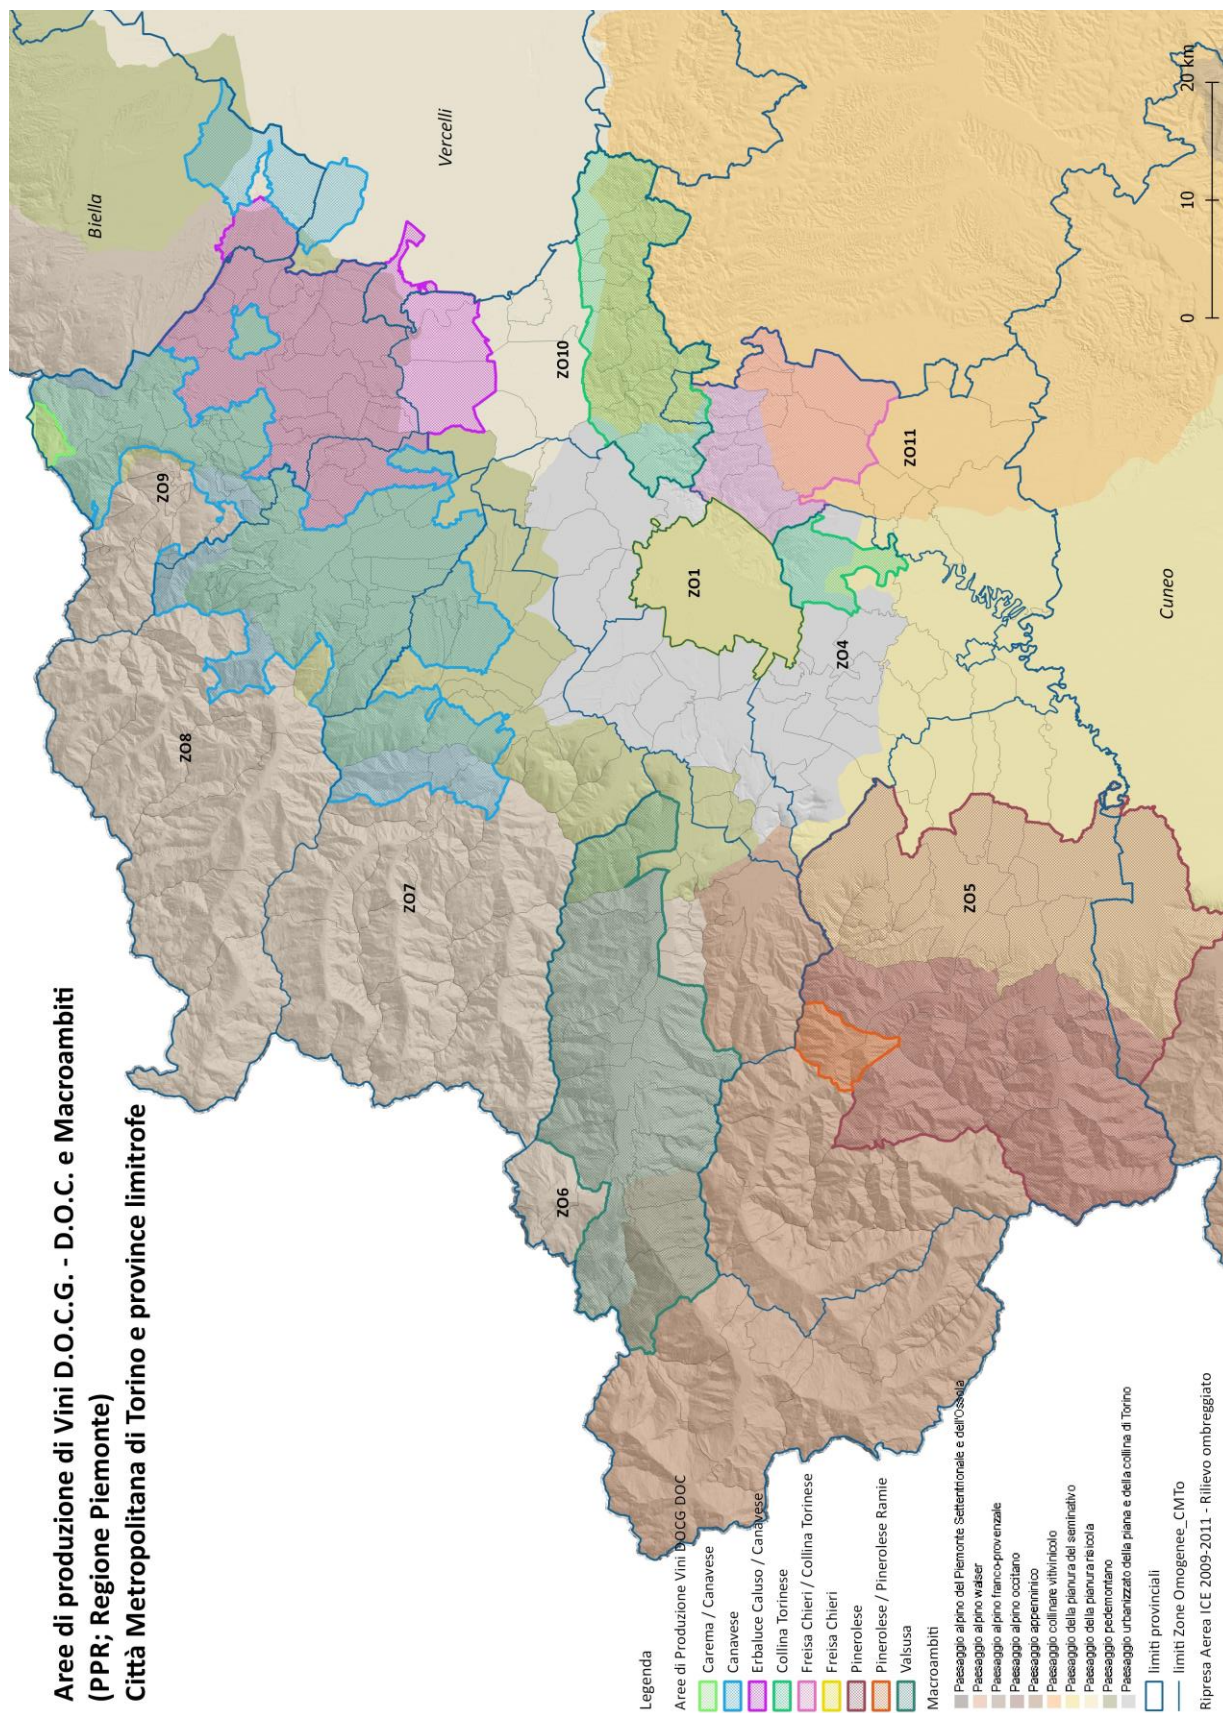 Aree di produzione di Vini D.O.C.G. - D.O.C. e Macroambiti
(PPR; Regione Piemonte)
Città Metropolitana di Torino e province limitrofe
Biella
Vercelli
ZO9
ZO8
ZO10
ZO7
ZO1
ZO11
ZO6
ZO4
ZO5
Cuneo
0 10 20 km
Legenda
Aree di Produzione Vini DOCG DOC
Carema / Canavese
Canavese
Erbaluce Caluso / Canavese
Collina Torinese
Freisa Chieri / Collina Torinese
Freisa Chieri
Pinerolese
Pinerolese / Pinerolese Ramie
Valsusa
Macroambiti
Paesaggio alpino del Piemonte Settentrionale e dell'Ossola
Paesaggio alpino walser
Paesaggio alpino franco-provenzale
Paesaggio alpino occitano
Paesaggio appenninico
Paesaggio collinare vitivinicolo
Paesaggio della pianura del seminativo
Paesaggio della pianura risicola
Paesaggio pedemontano
Paesaggio urbanizzato della piana e della collina di Torino
limiti provinciali
limiti Zone Omogenee_CMTo
Ripresa Aerea ICE 2009-2011 - Rilievo ombreggiato